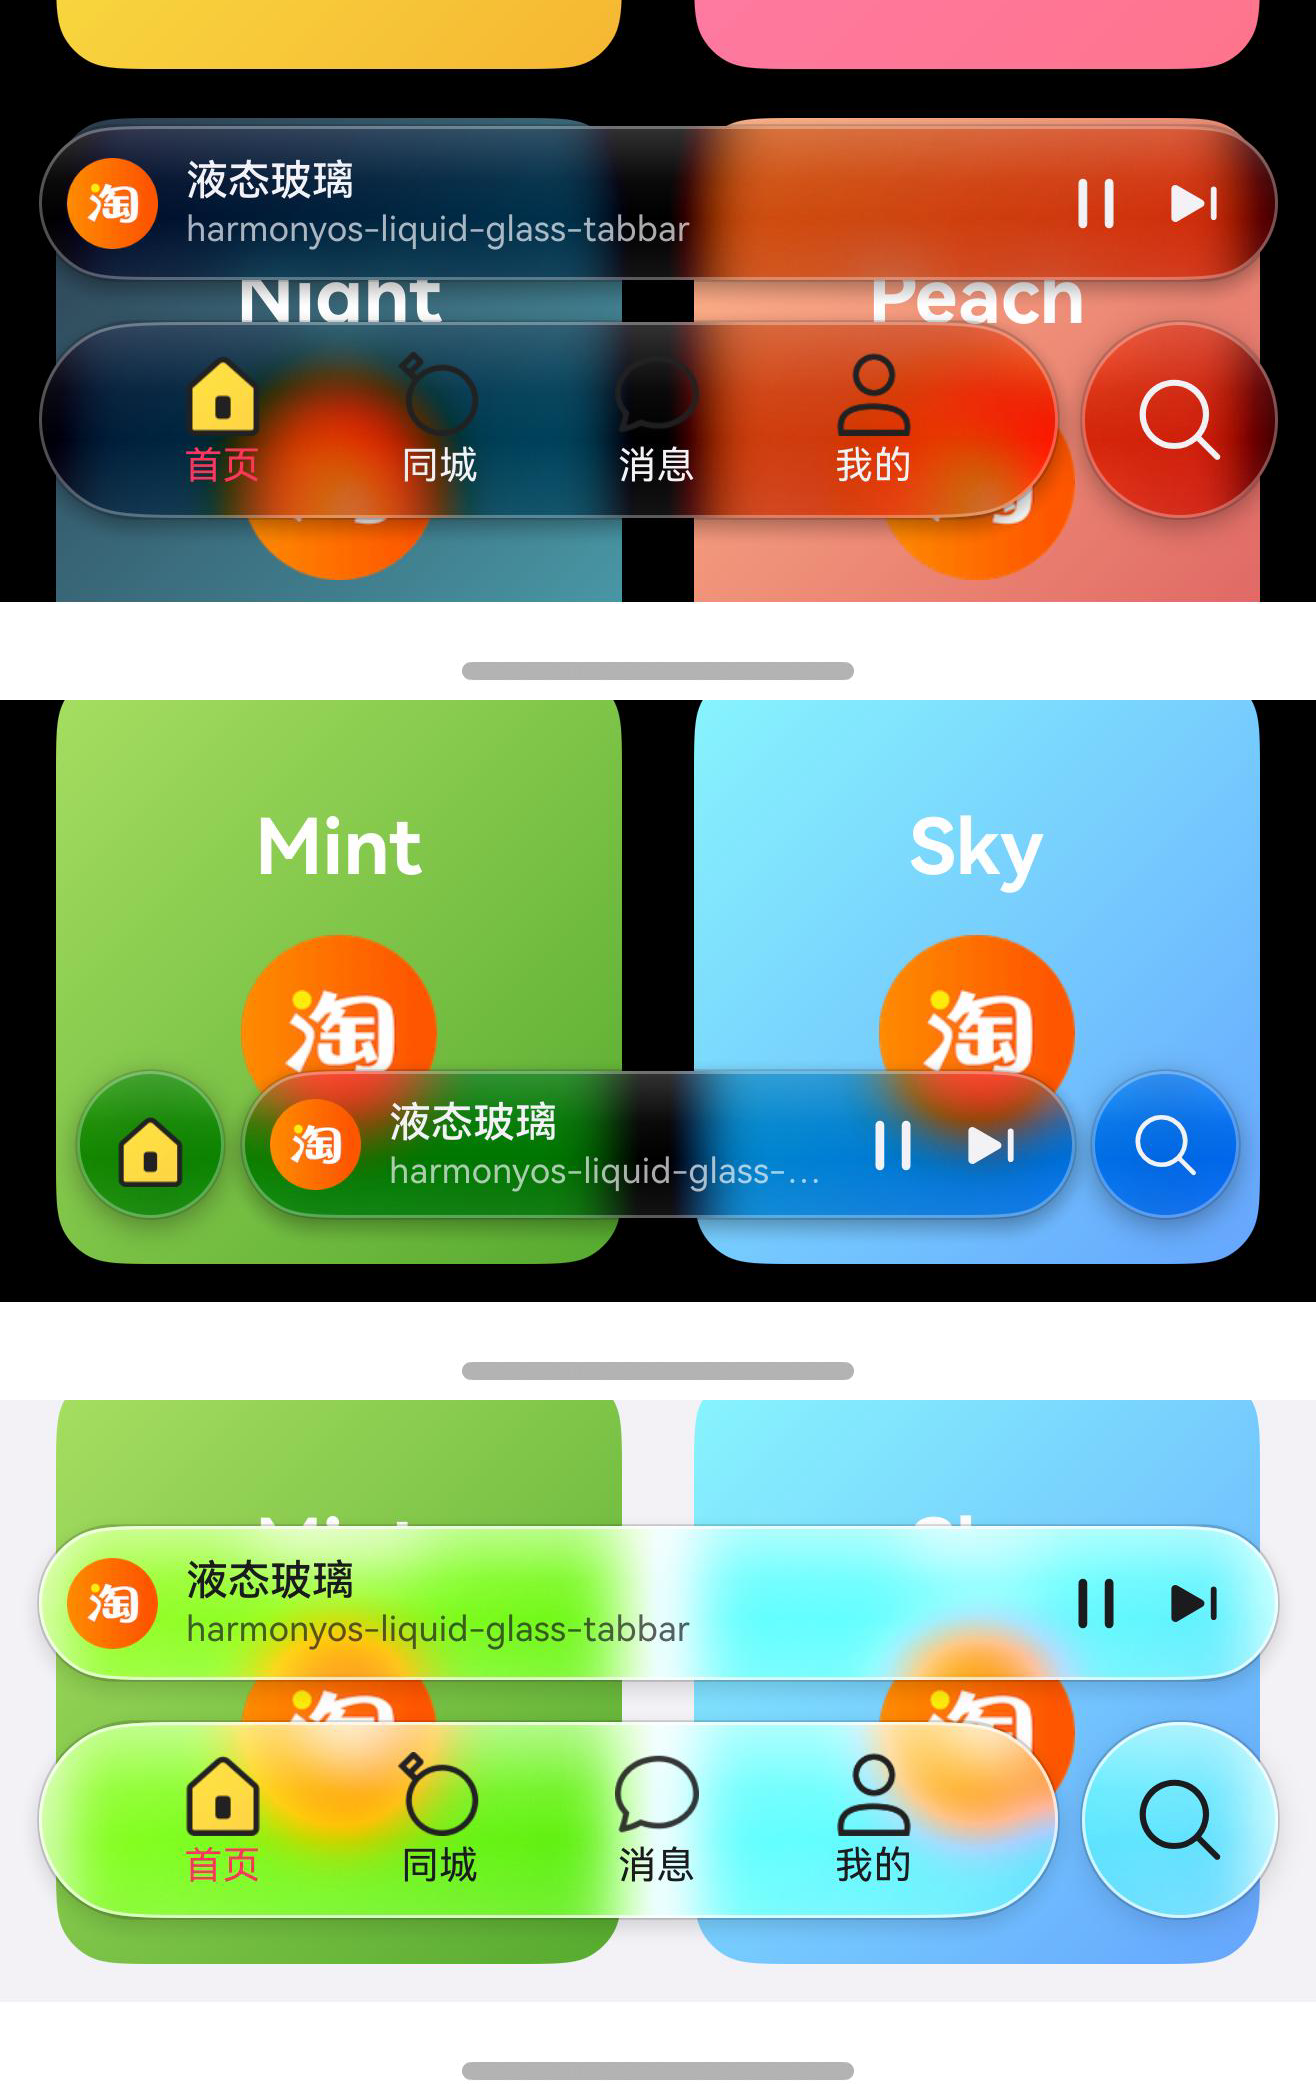 淘 液态玻璃
harmonyos-liquid-glass-tabbar
Night Peach
首页 同城 消息 我的
Mint Sky
淘 淘
淘 液态玻璃
harmonyos-liquid-glass-...
淘 液态玻璃
harmonyos-liquid-glass-tabbar
首页 同城 消息 我的